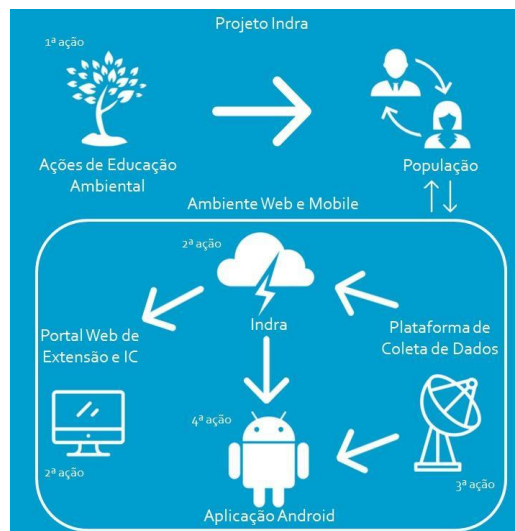 Projeto Indra
1ª ação
Ações de Educação
Ambiental
População
Ambiente Web e Mobile
2ª ação
Indra
Portal Web de
Extensão e IC
Plataforma de
Coleta de Dados
4ª ação
2ª ação
3ª ação
Aplicação Android